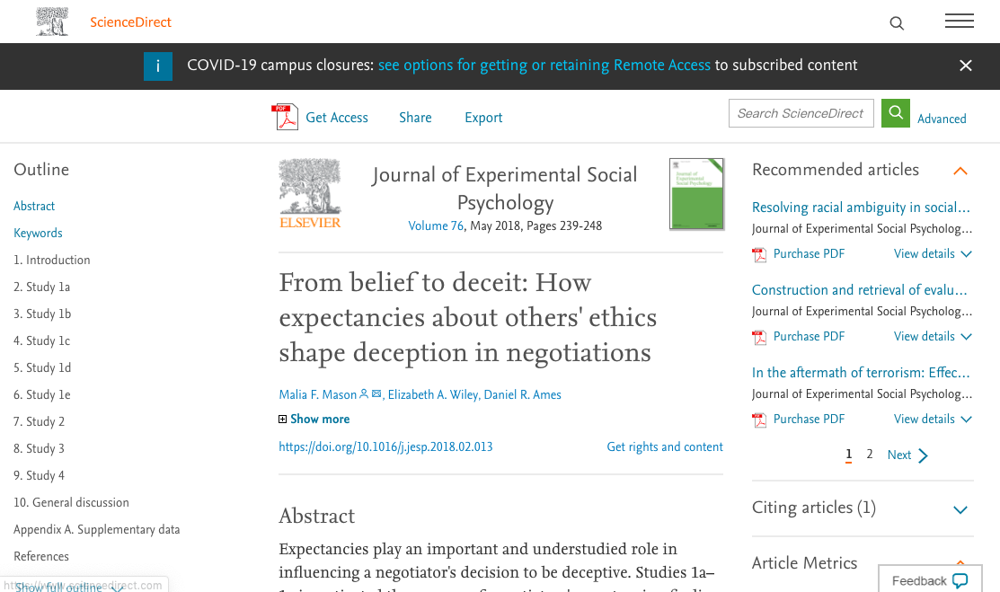 ScienceDirect
i
COVID-19 campus closures: see options for getting or retaining Remote Access to subscribed content
PDF
Get Access
Share
Export
Search ScienceDirect
Advanced
Outline
Abstract
Keywords
1. Introduction
2. Study 1a
3. Study 1b
4. Study 1c
5. Study 1d
6. Study 1e
7. Study 2
8. Study 3
9. Study 4
10. General discussion
Appendix A. Supplementary data
References
Show full outline
https://www.sciencedirect.com
ELSEVIER
Journal of Experimental Social
Psychology
Volume 76, May 2018, Pages 239-248
Journal of
Experimental
Social Psychology
From belief to deceit: How
expectancies about others' ethics
shape deception in negotiations
Malia F. Mason, Elizabeth A. Wiley, Daniel R. Ames
Show more
https://doi.org/10.1016/j.jesp.2018.02.013
Get rights and content
Abstract
Expectancies play an important and understudied role in
influencing a negotiator's decision to be deceptive. Studies 1a–
Recommended articles
Resolving racial ambiguity in social…
Journal of Experimental Social Psycholog…
Purchase PDF
View details
Construction and retrieval of evalu…
Journal of Experimental Social Psycholog…
Purchase PDF
View details
In the aftermath of terrorism: Effec…
Journal of Experimental Social Psycholog…
Purchase PDF
View details
1 2 Next
Citing articles (1)
Article Metrics
Feedback